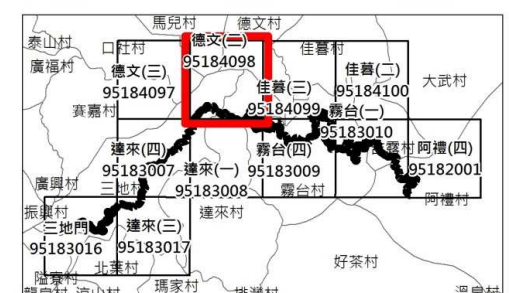 馬兒村
德文村
泰山村
口社村
德文(二)
佳暮村
廣福村
95184098
德文(三)
佳暮(三)
佳暮(二)
大武村
95184097
95184099
95184100
賽嘉村
霧台(一)
95183010
達來(四)
霧台(四)
阿禮(四)
95183007
達來(一)
95183009
95182001
廣興村
95183008
霧台村
阿禮村
振興村
達來村
三地門
達來(三)
95183016
95183017
好茶村
北葉村
瑪家村